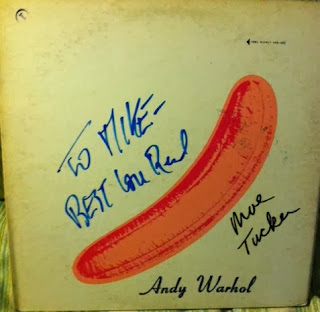 TO MIKE -
BEST Lou Reed
Moe
Tucker
Andy Warhol